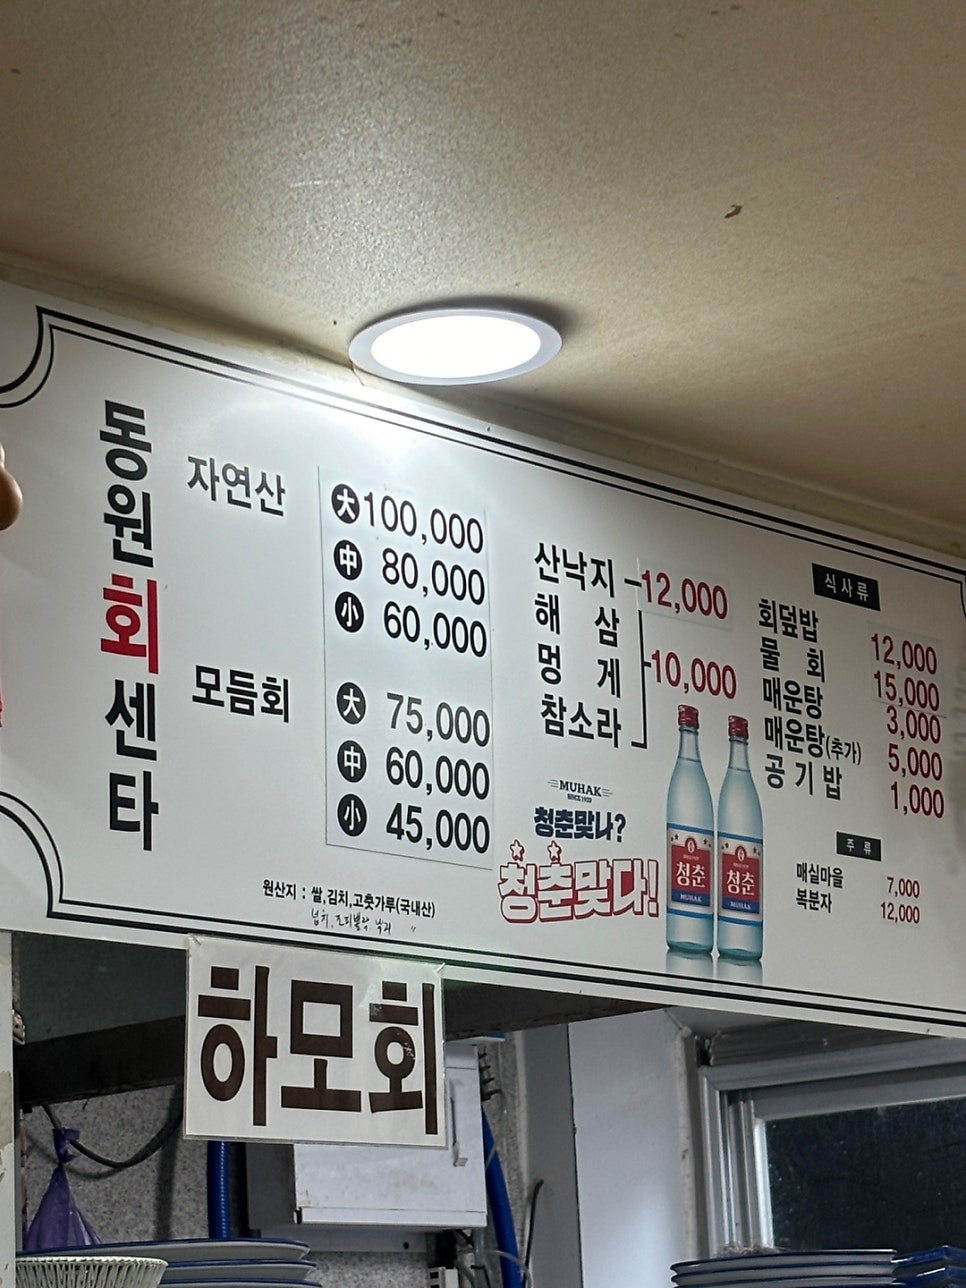 동원회센타
자연산
大 100,000
中 80,000
小 60,000
모듬회
大 75,000
中 60,000
小 45,000
원산지 : 쌀,김치,고춧가루(국내산)
산낙지 12,000
해 삼
멍 게
참소라
10,000
MUHAK
SINCE 1929
청춘맞나?
청춘맞다!
청춘
MUHAK
청춘
MUHAK
식사류
회덮밥 12,000
물 회 15,000
매운탕 3,000
매운탕(추가) 5,000
공기밥 1,000
주 류
매실마을 7,000
복분자 12,000
하모회